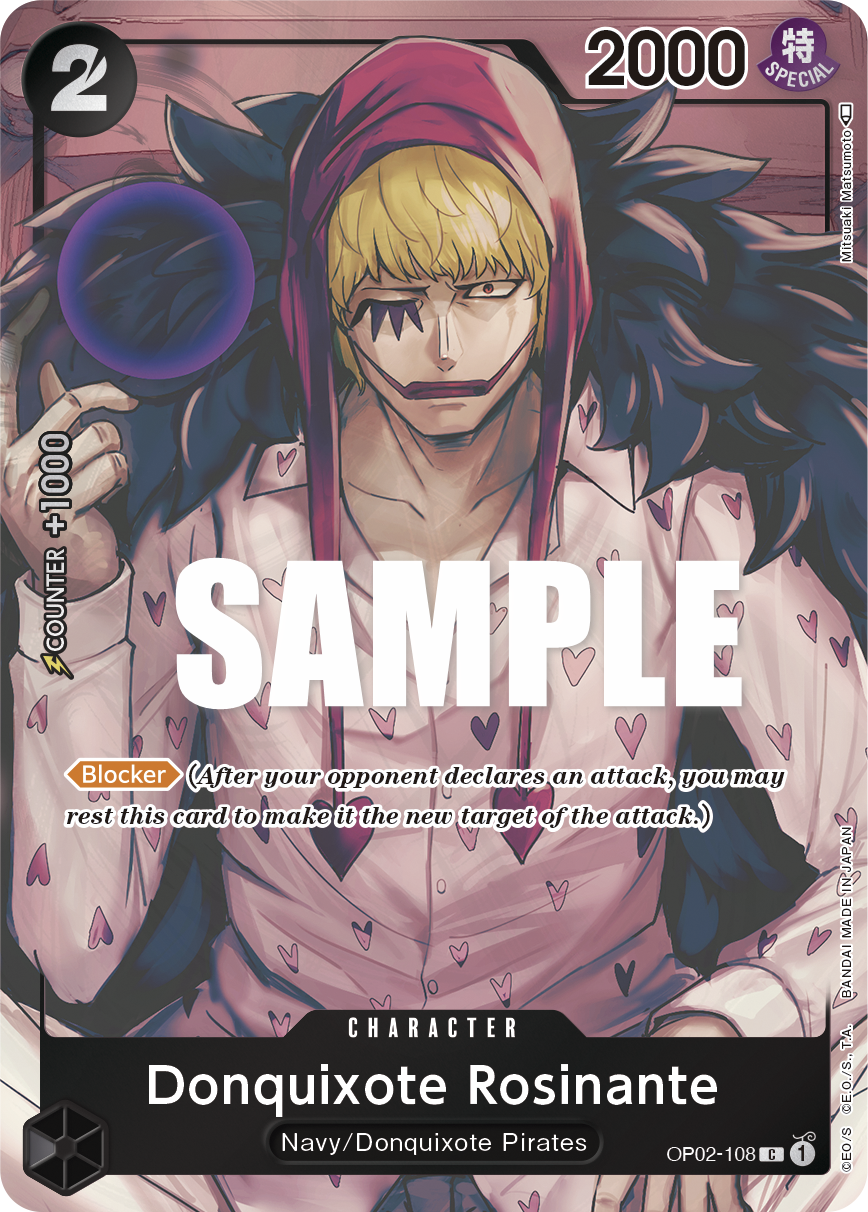 2
2000
特
SPECIAL
Mitsuaki Matsumoto
COUNTER +1000
SAMPLE
Blocker (After your opponent declares an attack, you may
rest this card to make it the new target of the attack.)
CHARACTER
Donquixote Rosinante
Navy/Donquixote Pirates
OP02-108 C 1
©EO/S ©E.O./S., T.A. BANDAI MADE IN JAPAN